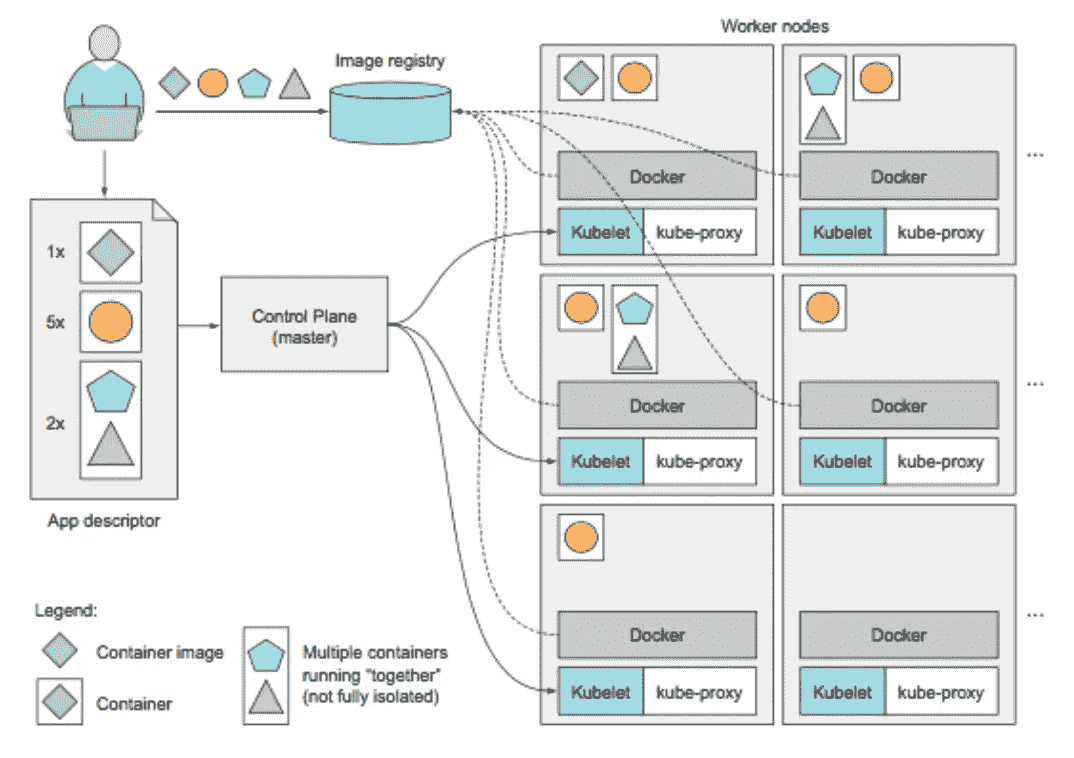 Worker nodes
Image registry
Docker
Kubelet kube-proxy
Docker
Kubelet kube-proxy
...
1x
5x
2x
App descriptor
Control Plane
(master)
Docker
Kubelet kube-proxy
Docker
Kubelet kube-proxy
...
Docker
Kubelet kube-proxy
Docker
Kubelet kube-proxy
...
Legend:
Container image
Container
Multiple containers
running “together”
(not fully isolated)